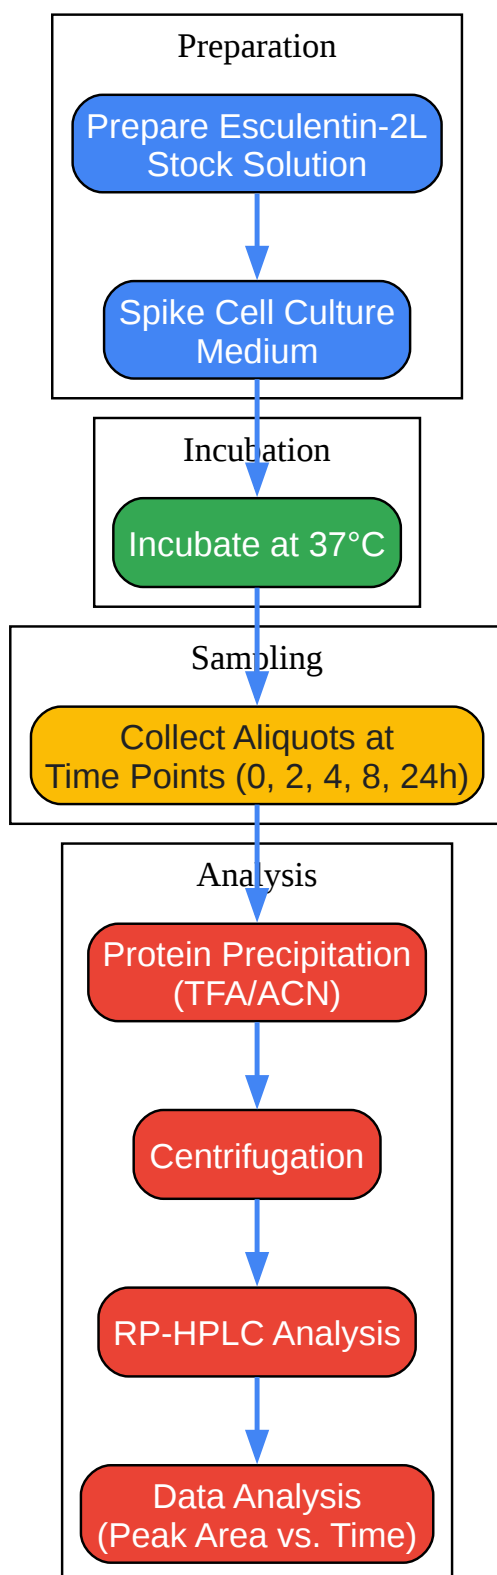 Preparation
Prepare Esculentin-2L
Stock Solution
Spike Cell Culture
Medium
Incubation
Incubate at 37°C
Sampling
Collect Aliquots at
Time Points (0, 2, 4, 8, 24h)
Analysis
Protein Precipitation
(TFA/ACN)
Centrifugation
RP-HPLC Analysis
Data Analysis
(Peak Area vs. Time)